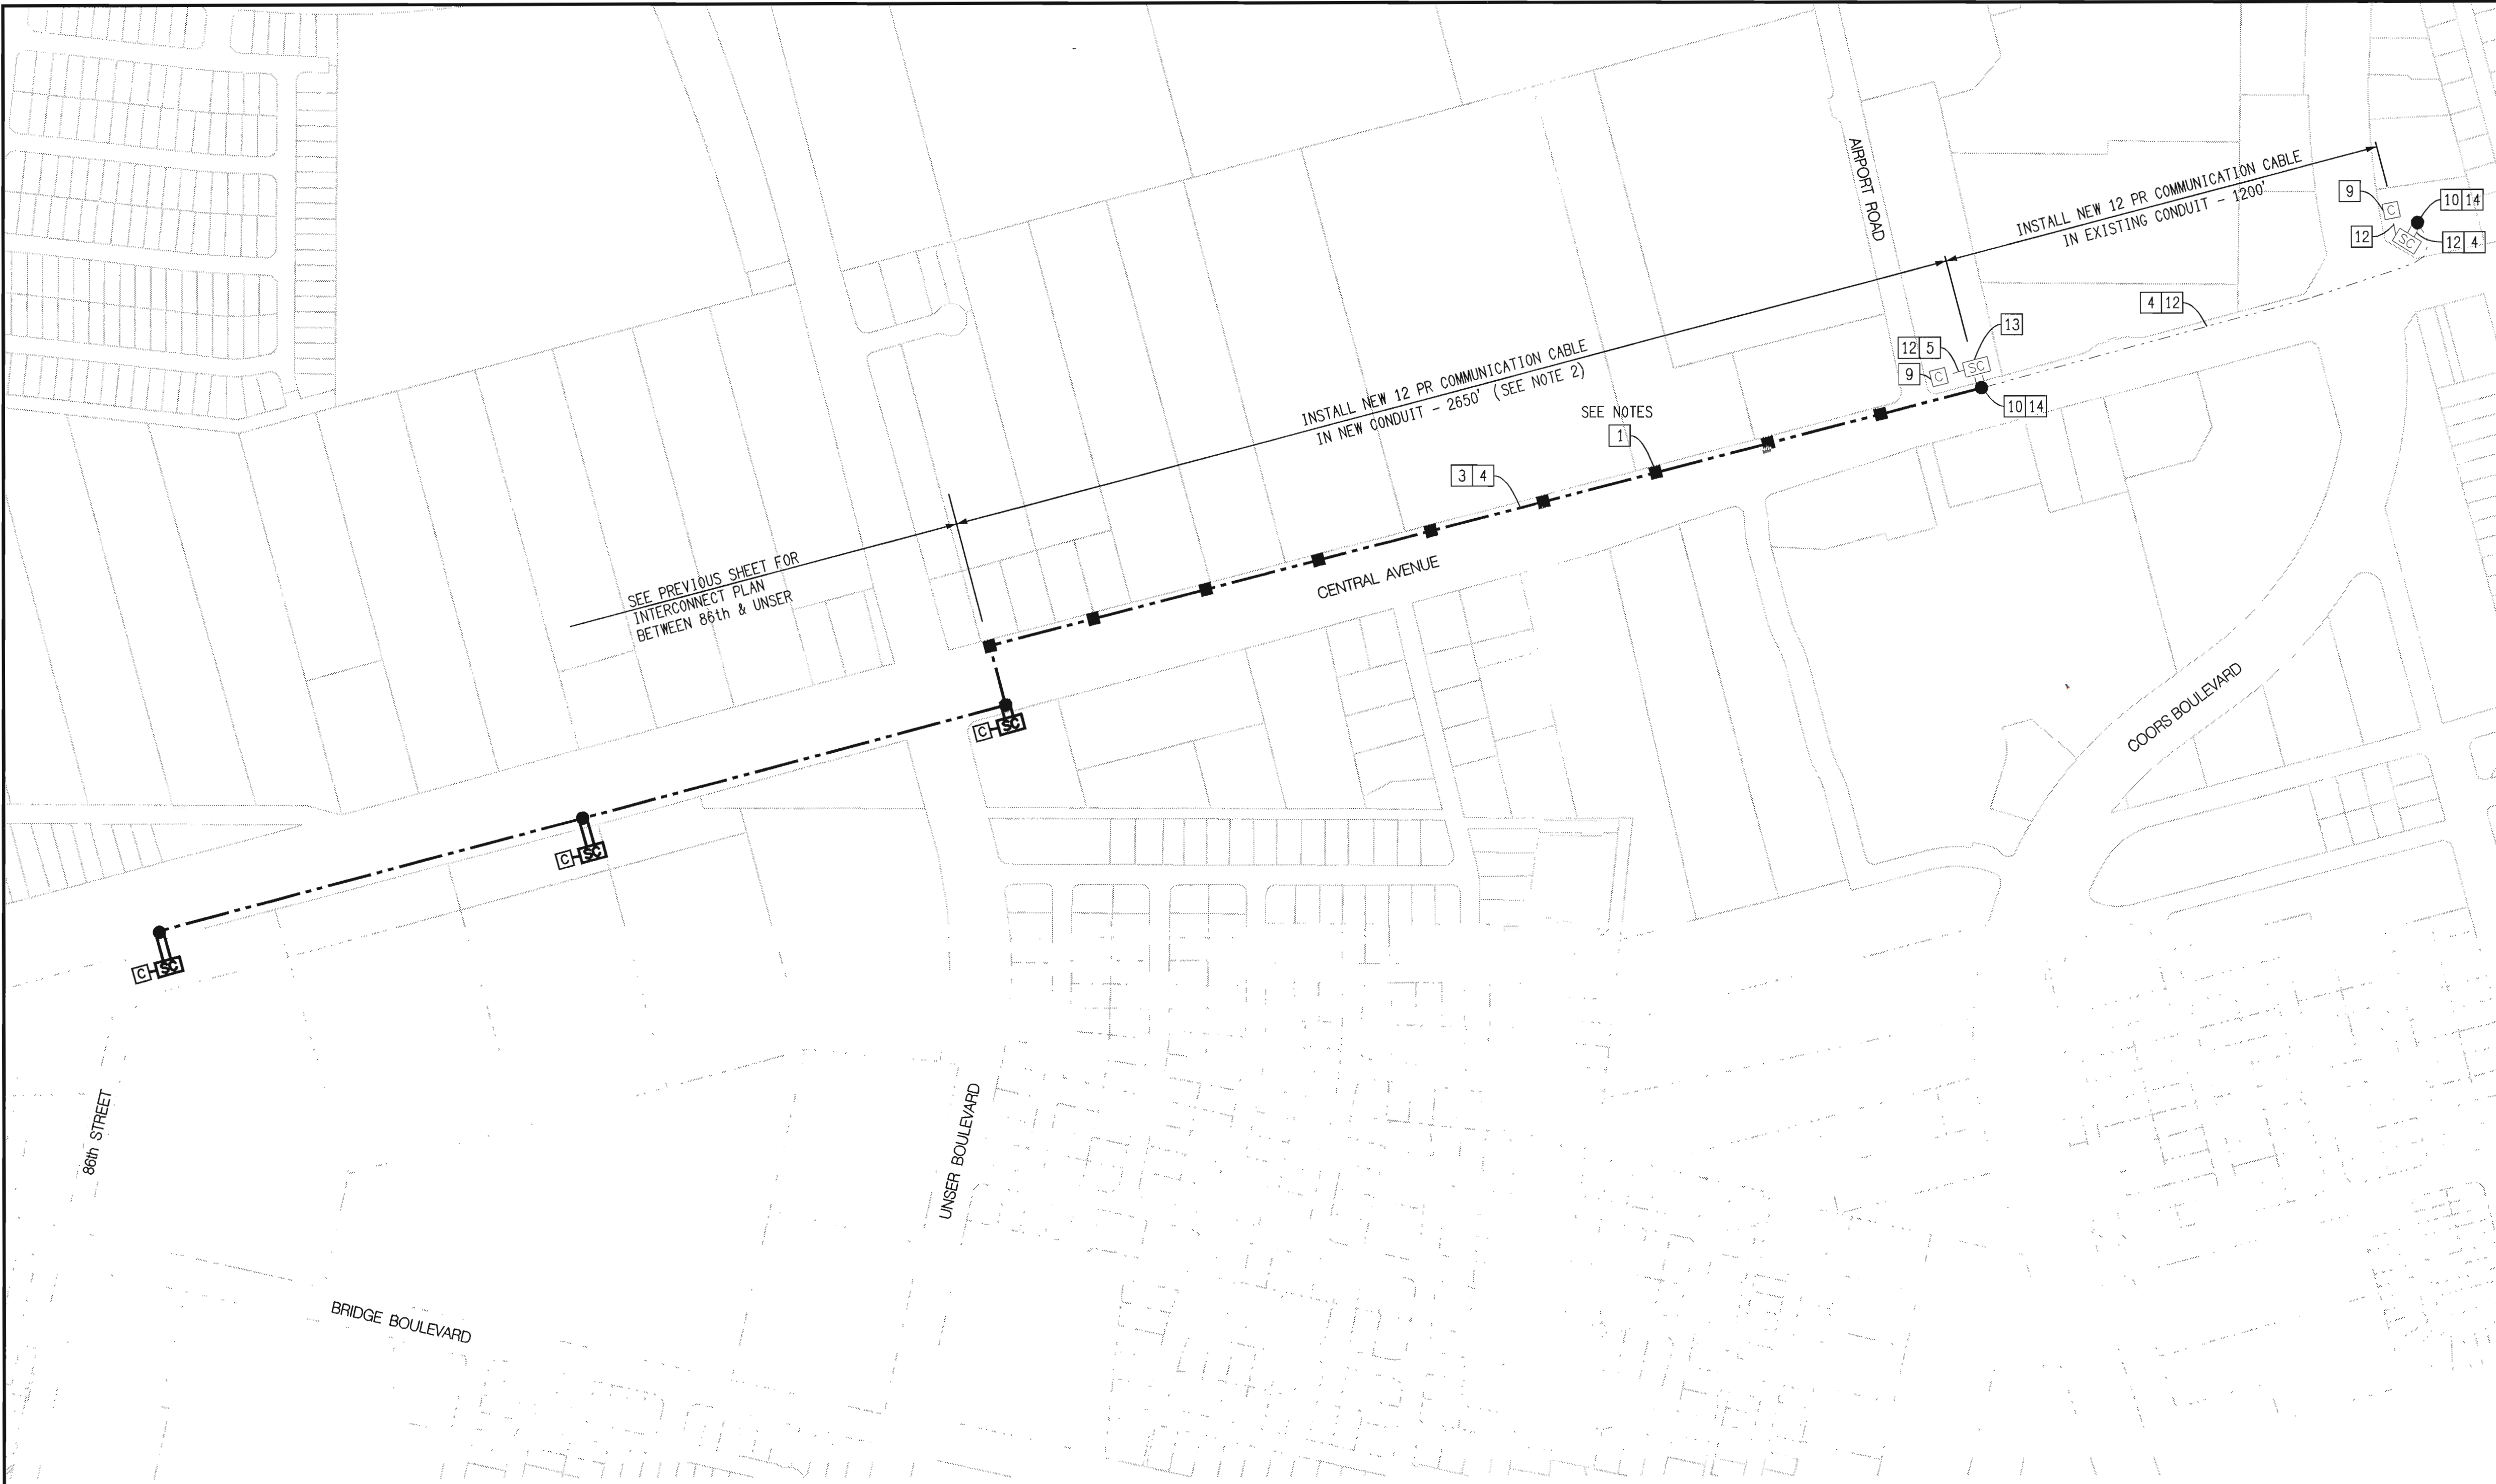 AIRPORT ROAD
INSTALL NEW 12 PR COMMUNICATION CABLE
IN EXISTING CONDUIT - 1200'
9
C
10 14
12
SC
12 4
4 12
13
12 5
SC
9
C
10 14
INSTALL NEW 12 PR COMMUNICATION CABLE
IN NEW CONDUIT - 2650' (SEE NOTE 2)
SEE NOTES
1
3 4
CENTRAL AVENUE
SEE PREVIOUS SHEET FOR
INTERCONNECT PLAN
BETWEEN 86th & UNSER
COORS BOULEVARD
C
SC
C
SC
C
SC
86th STREET
UNSER BOULEVARD
BRIDGE BOULEVARD